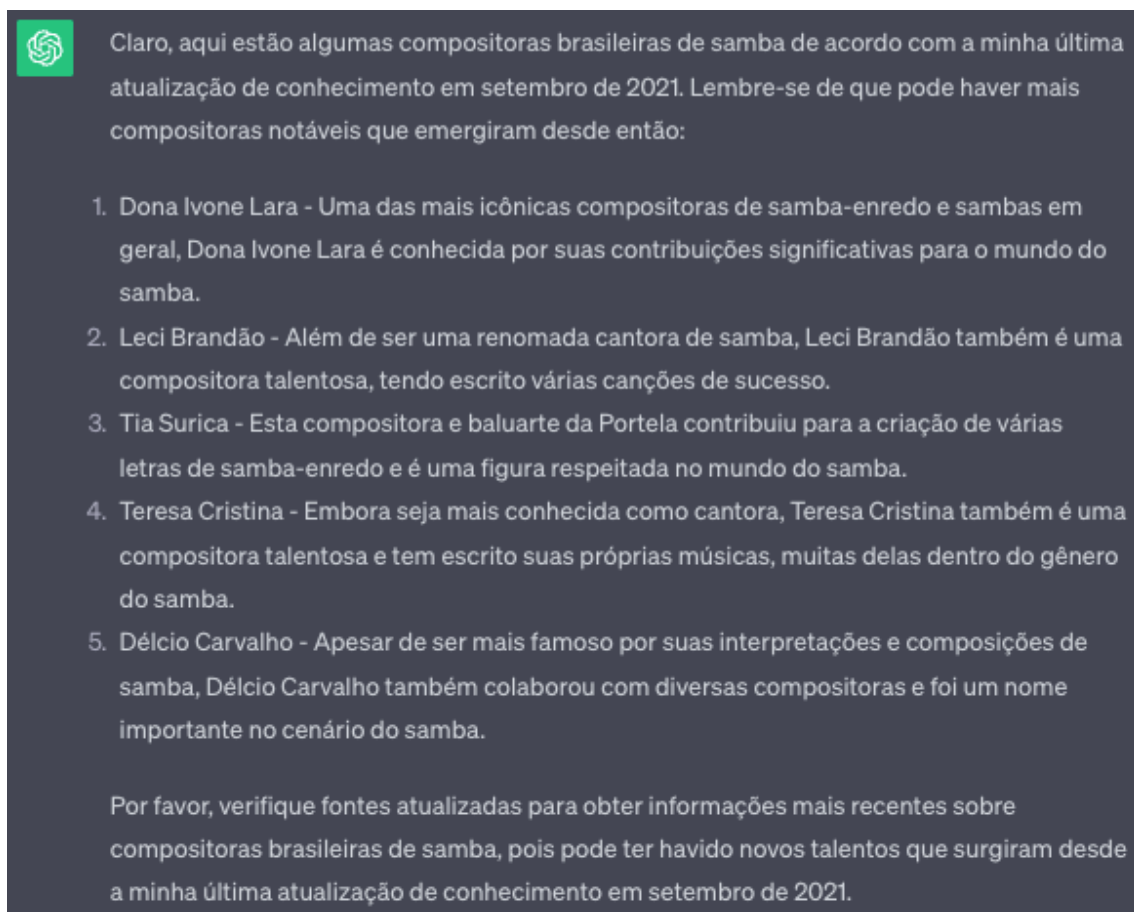 Claro, aqui estão algumas compositoras brasileiras de samba de acordo com a minha última
atualização de conhecimento em setembro de 2021. Lembre-se de que pode haver mais
compositoras notáveis que emergiram desde então:
1. Dona Ivone Lara - Uma das mais icônicas compositoras de samba-enredo e sambas em
geral, Dona Ivone Lara é conhecida por suas contribuições significativas para o mundo do
samba.
2. Leci Brandão - Além de ser uma renomada cantora de samba, Leci Brandão também é uma
compositora talentosa, tendo escrito várias canções de sucesso.
3. Tia Surica - Esta compositora e baluarte da Portela contribuiu para a criação de várias
letras de samba-enredo e é uma figura respeitada no mundo do samba.
4. Teresa Cristina - Embora seja mais conhecida como cantora, Teresa Cristina também é uma
compositora talentosa e tem escrito suas próprias músicas, muitas delas dentro do gênero
do samba.
5. Délcio Carvalho - Apesar de ser mais famoso por suas interpretações e composições de
samba, Délcio Carvalho também colaborou com diversas compositoras e foi um nome
importante no cenário do samba.
Por favor, verifique fontes atualizadas para obter informações mais recentes sobre
compositoras brasileiras de samba, pois pode ter havido novos talentos que surgiram desde
a minha última atualização de conhecimento em setembro de 2021.